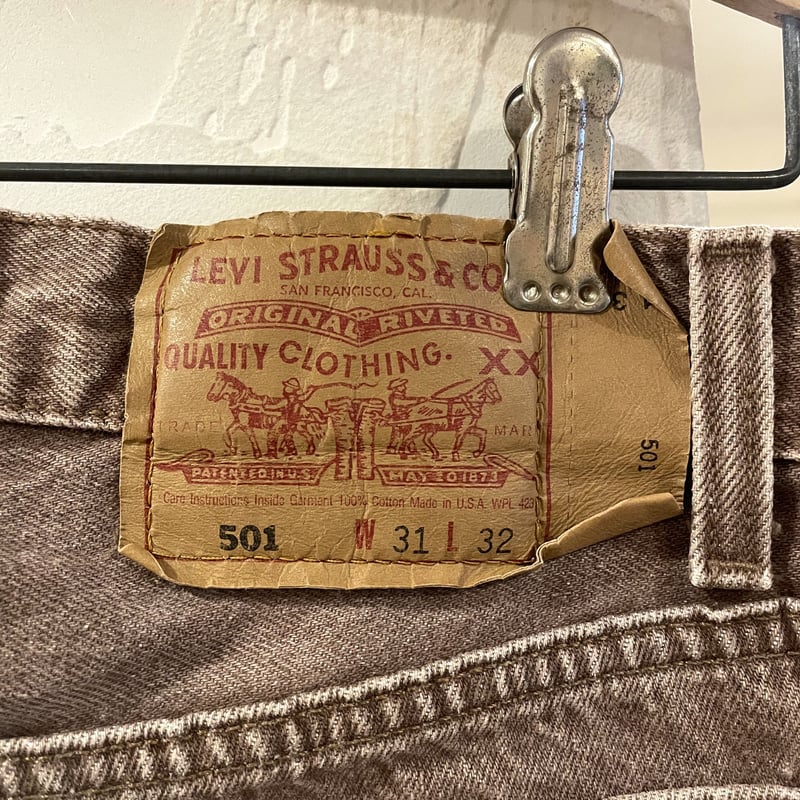 LEVI STRAUSS & CO
SAN FRANCISCO, CAL.
ORIGINAL RIVETED
QUALITY CLOTHING. XX
TRADE MAR
PATENTED IN U.S. MAY 20 1873
Care Instructions Inside Garment 100% Cotton Made in U.S.A. WPL 423
501 W 31 L 32
501